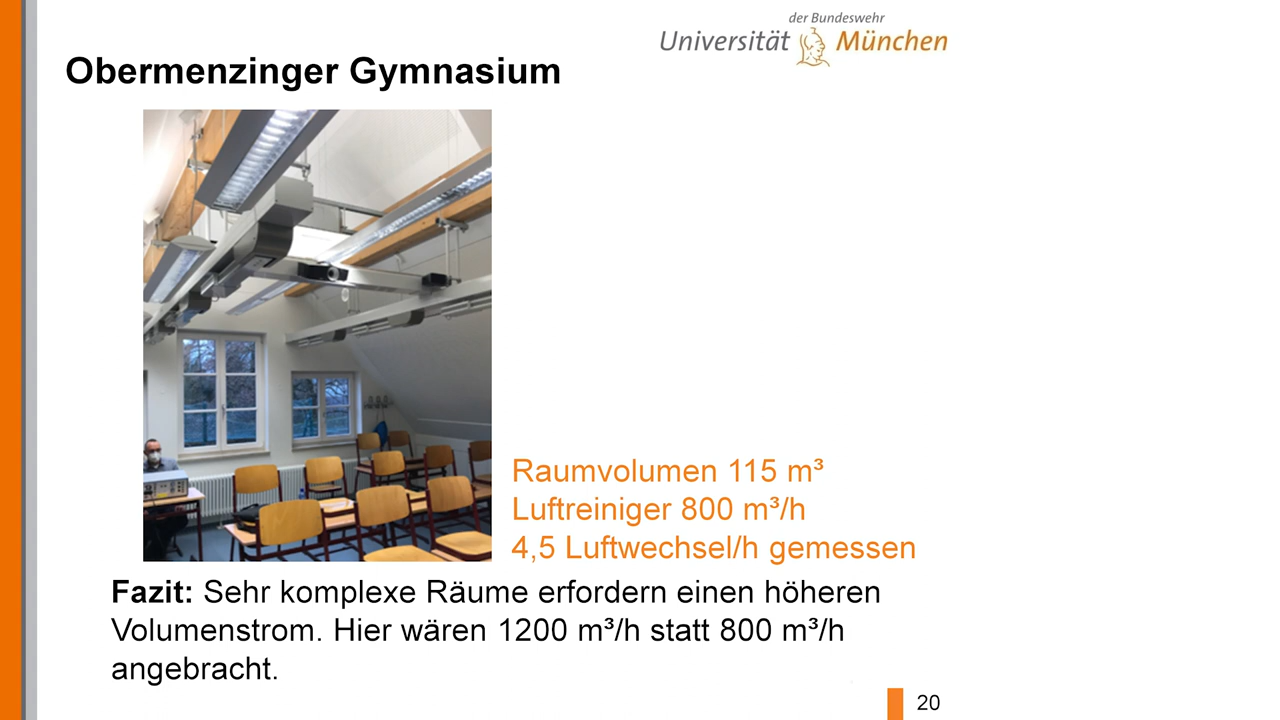 der Bundeswehr
Universität München
Obermenzinger Gymnasium
Raumvolumen 115 m³
Luftreiniger 800 m³/h
4,5 Luftwechsel/h gemessen
Fazit: Sehr komplexe Räume erfordern einen höheren
Volumenstrom. Hier wären 1200 m³/h statt 800 m³/h
angebracht.
20